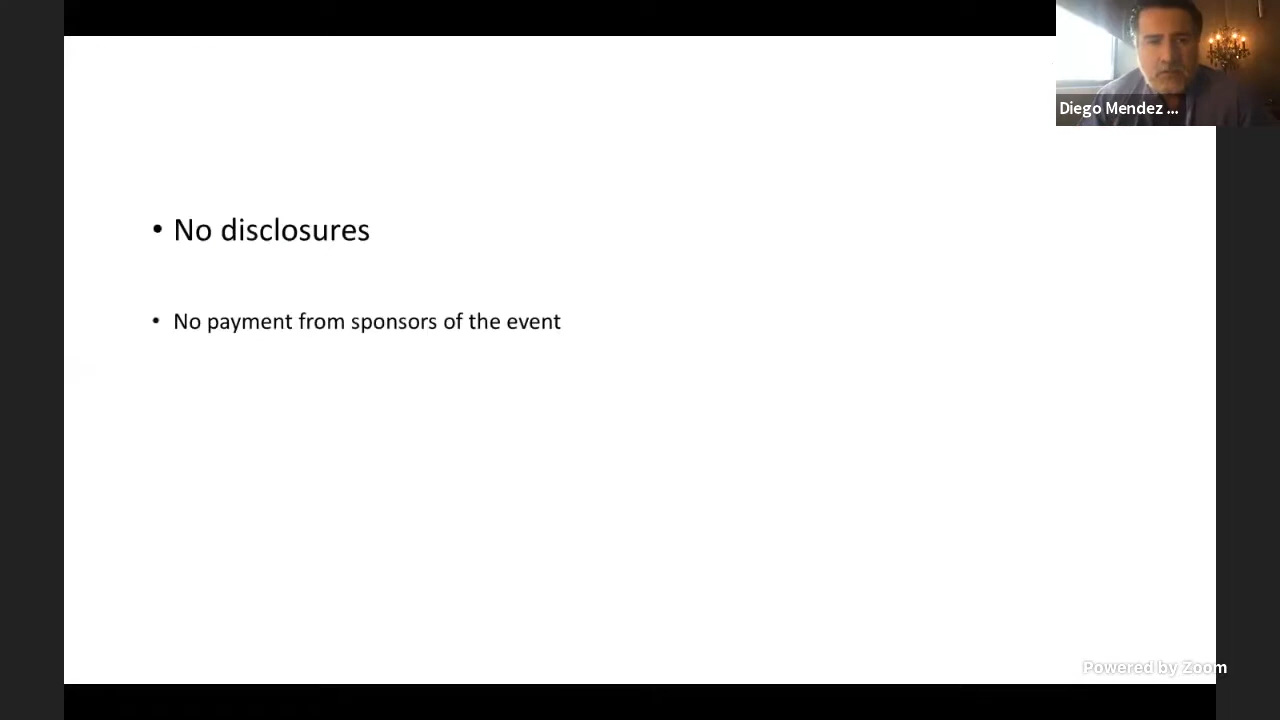 Diego Mendez ...
• No disclosures
• No payment from sponsors of the event
Powered by Zoom